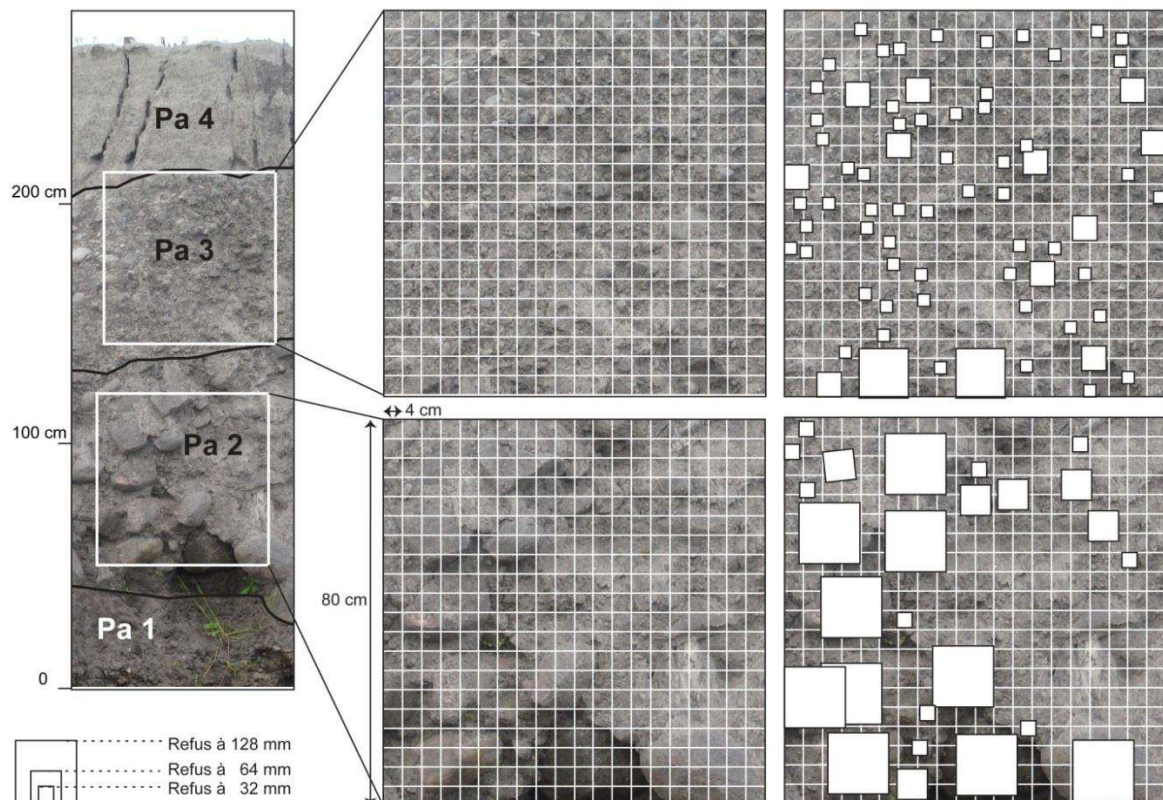 Pa 4
200 cm
Pa 3
4 cm
100 cm
Pa 2
80 cm
Pa 1
0
Refus à 128 mm
Refus à 64 mm
Refus à 32 mm